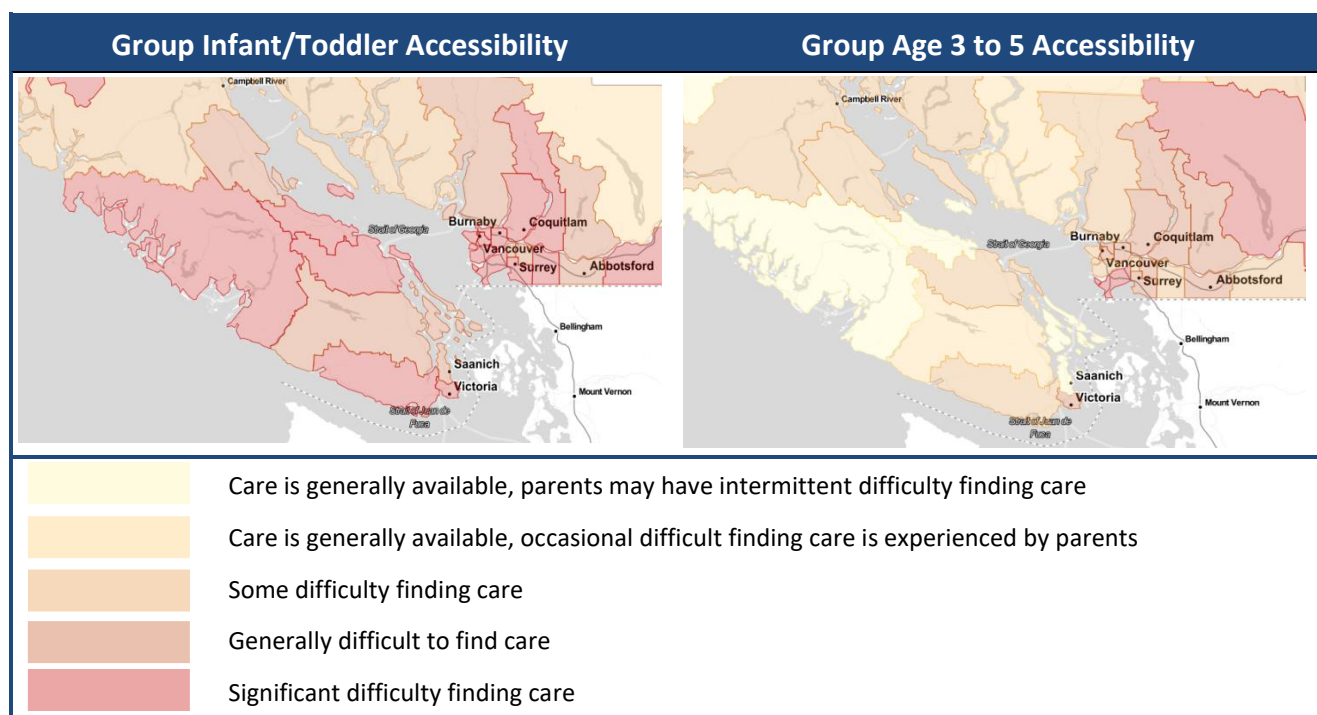 Group Infant/Toddler Accessibility
Group Age 3 to 5 Accessibility
Campbell River
Strait of Georgia
Burnaby
Coquitlam
Vancouver
Surrey
Abbotsford
Bellingham
Saanich
Victoria
Mount Vernon
Strait of Juan de
Fuca
Campbell River
Strait of Georgia
Burnaby
Coquitlam
Vancouver
Surrey
Abbotsford
Bellingham
Saanich
Victoria
Mount Vernon
Strait of Juan de
Fuca
Care is generally available, parents may have intermittent difficulty finding care
Care is generally available, occasional difficult finding care is experienced by parents
Some difficulty finding care
Generally difficult to find care
Significant difficulty finding care